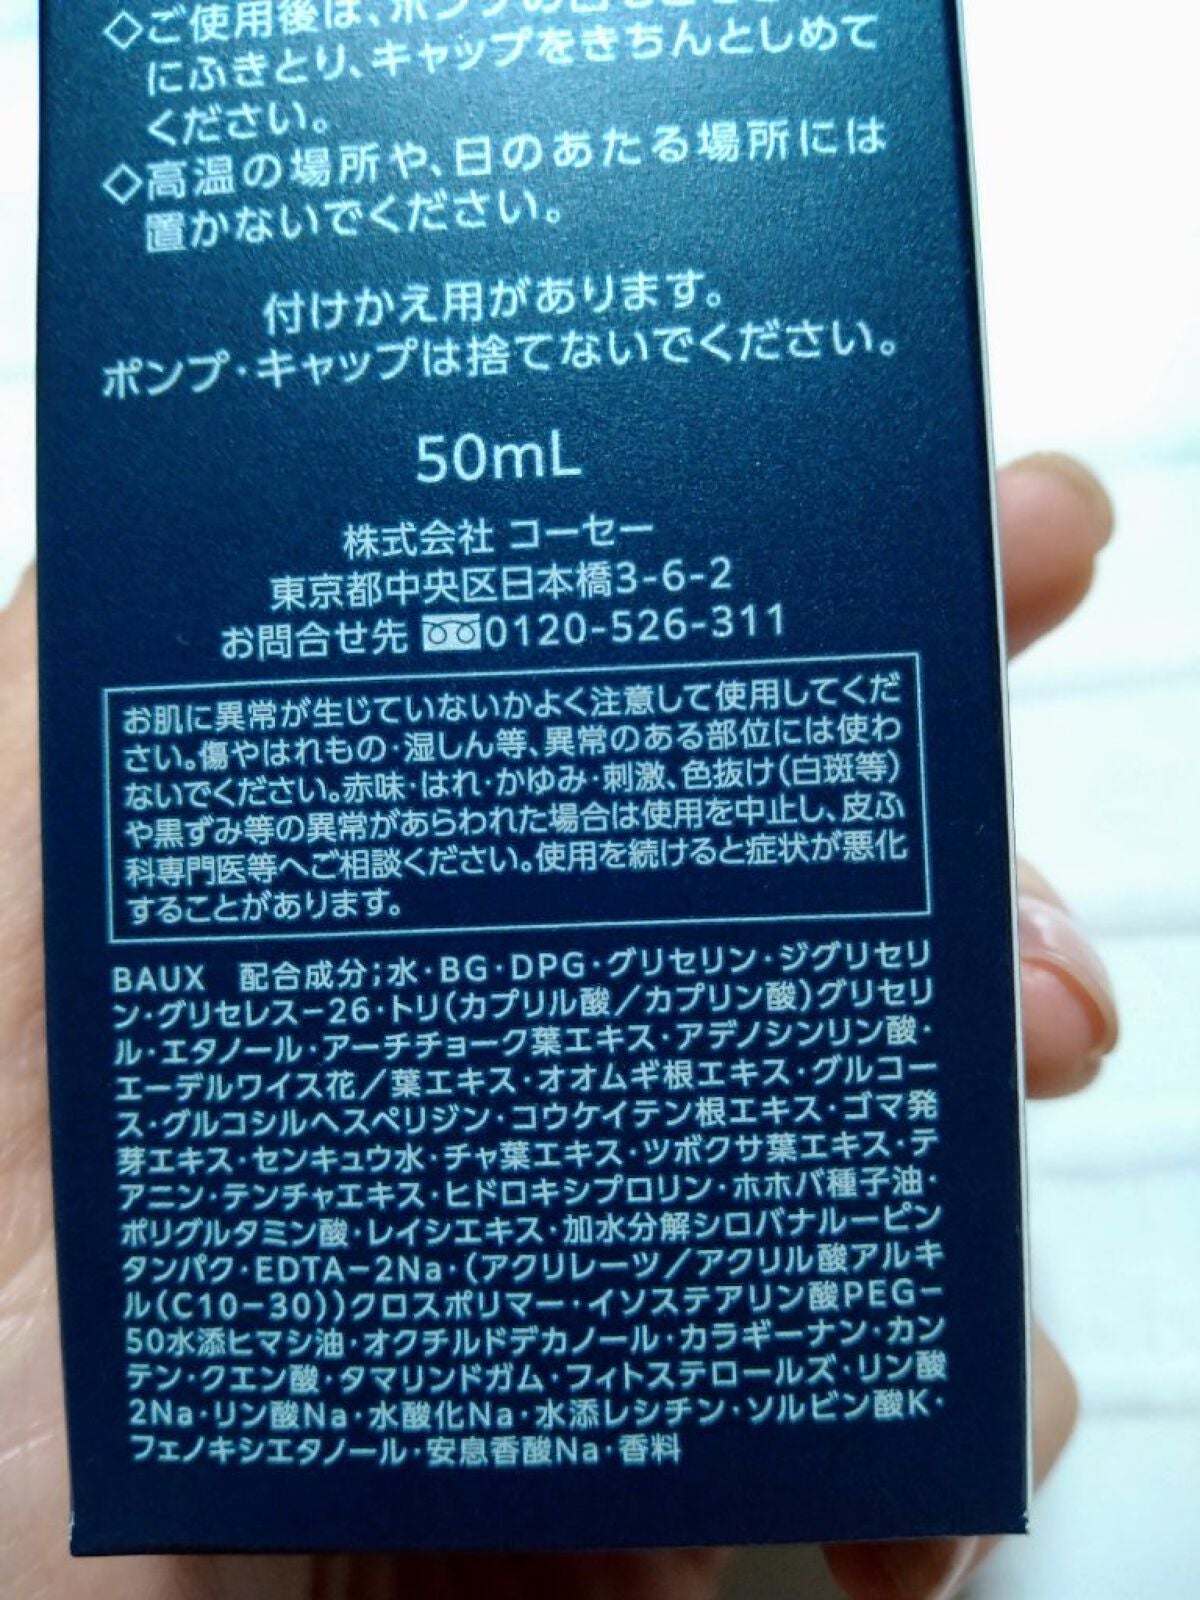 ◇ご使用後は、ポンプの
にふきとり、キャップをきちんとしめて
ください。
◇高温の場所や、日のあたる場所には
置かないでください。
付けかえ用があります。
ポンプ・キャップは捨てないでください。
50mL
株式会社 コーセー
東京都中央区日本橋3-6-2
お問合せ先 0120-526-311
お肌に異常が生じていないかよく注意して使用してくだ
さい。傷やはれもの・湿しん等、異常のある部位には使わ
ないでください。赤味・はれ・かゆみ・刺激、色抜け(白斑等)
や黒ずみ等の異常があらわれた場合は使用を中止し、皮ふ
科専門医等へご相談ください。使用を続けると症状が悪化
することがあります。
BAUX 配合成分;水・BG・DPG・グリセリン・ジグリセリ
ン・グリセレス-26・トリ(カプリル酸/カプリン酸)グリセリ
ル・エタノール・アーチチョーク葉エキス・アデノシンリン酸・
エーデルワイス花/葉エキス・オオムギ根エキス・グルコー
ス・グルコシルヘスペリジン・コウケイテン根エキス・ゴマ発
芽エキス・センキュウ水・チャ葉エキス・ツボクサ葉エキス・テ
アニン・テンチャエキス・ヒドロキシプロリン・ホホバ種子油・
ポリグルタミン酸・レイシエキス・加水分解シロバナルーピン
タンパク・EDTA-2Na・(アクリレーツ/アクリル酸アルキ
ル(C10-30))クロスポリマー・イソステアリン酸PEG-
50水添ヒマシ油・オクチルドデカノール・カラギーナン・カン
テン・クエン酸・タマリンドガム・フィトステロールズ・リン酸
2Na・リン酸Na・水酸化Na・水添レシチン・ソルビン酸K・
フェノキシエタノール・安息香酸Na・香料